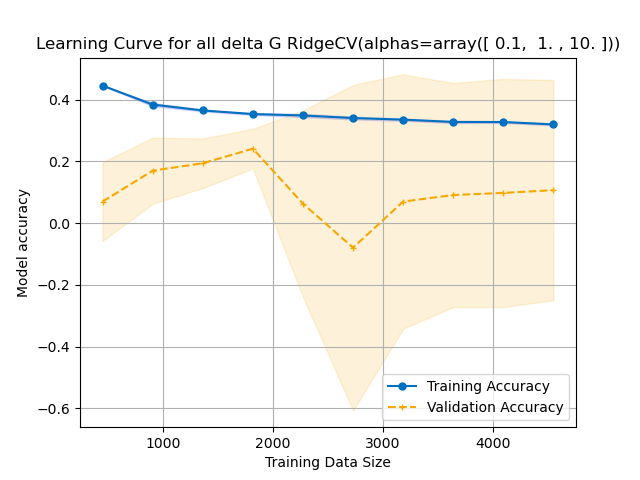 Learning Curve for all delta G RidgeCV(alphas=array([ 0.1,  1. , 10. ]))
Model accuracy
0.4
0.2
0.0
−0.2
−0.4
−0.6
1000 2000 3000 4000
Training Data Size
Training Accuracy
Validation Accuracy